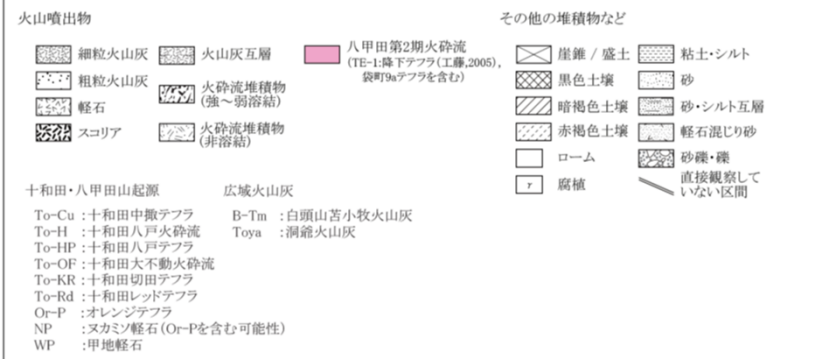 火山噴出物
細粒火山灰
粗粒火山灰
軽石
スコリア
火山灰互層
火砕流堆積物
(強〜弱溶結)
火砕流堆積物
(非溶結)
八甲田第2期火砕流
(TE-1:降下テフラ(工藤,2005),
袋町9aテフラを含む)
その他の堆積物など
崖錐 / 盛土
黒色土壌
暗褐色土壌
赤褐色土壌
ローム
腐植
粘土・シルト
砂
砂・シルト互層
軽石混じり砂
砂礫・礫
直接観察して
いない区間
十和田・八甲田山起源
To-Cu :十和田中掫テフラ
To-H :十和田八戸火砕流
To-HP :十和田八戸テフラ
To-OF :十和田大不動火砕流
To-KR :十和田切田テフラ
To-Rd :十和田レッドテフラ
Or-P :オレンジテフラ
NP :ヌカミソ軽石(Or-Pを含む可能性)
WP :甲地軽石
広域火山灰
B-Tm :白頭山苫小牧火山灰
Toya :洞爺火山灰